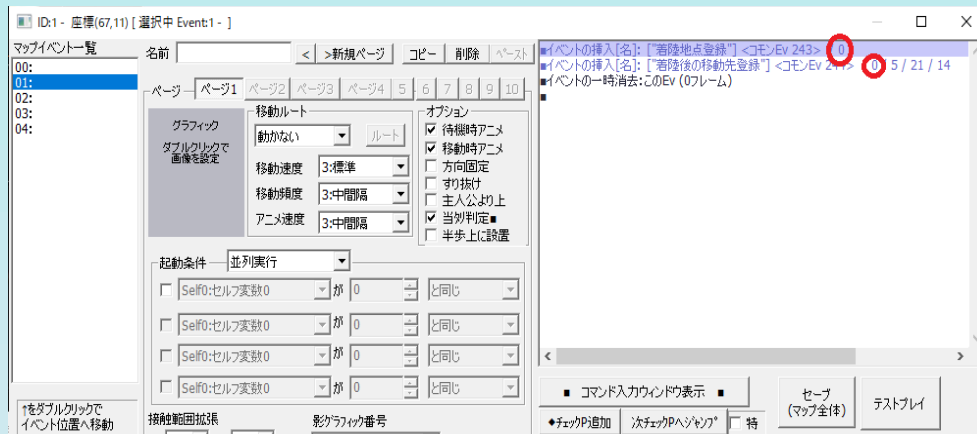 ID:1 - 座標(67,11) [ 選択中 Event:1 - ]
マップイベント一覧
00:
01:
02:
03:
04:
↑をダブルクリックで
イベント位置へ移動
名前
<
>新規ページ
コピー
削除
ペースト
ページ
ページ1
ページ2
ページ3
ページ4
5
6
7
8
9
10
グラフィック
ダブルクリックで
画像を設定
移動ルート
動かない
ルート
移動速度
3:標準
移動頻度
3:中間隔
アニメ速度
3:中間隔
オプション
待機時アニメ
移動時アニメ
方向固定
すり抜け
主人公より上
当たり判定■
半歩上に設置
起動条件
並列実行
Self0:セルフ変数0 が 0 と同じ
Self0:セルフ変数0 が 0 と同じ
Self0:セルフ変数0 が 0 と同じ
Self0:セルフ変数0 が 0 と同じ
接触範囲拡張
影グラフィック番号
■イベントの挿入[名]: ["着陸地点登録"] <コモンEv 243> 0
■イベントの挿入[名]: ["着陸後の移動先登録"] <コモンEv 0 5 / 21 / 14
■イベントの一時消去:このEv (0フレーム)
■
■ コマンド入力ウィンドウ表示 ■
◆チェックP追加
次チェックPへジャンプ
特
セーブ
(マップ全体)
テストプレイ